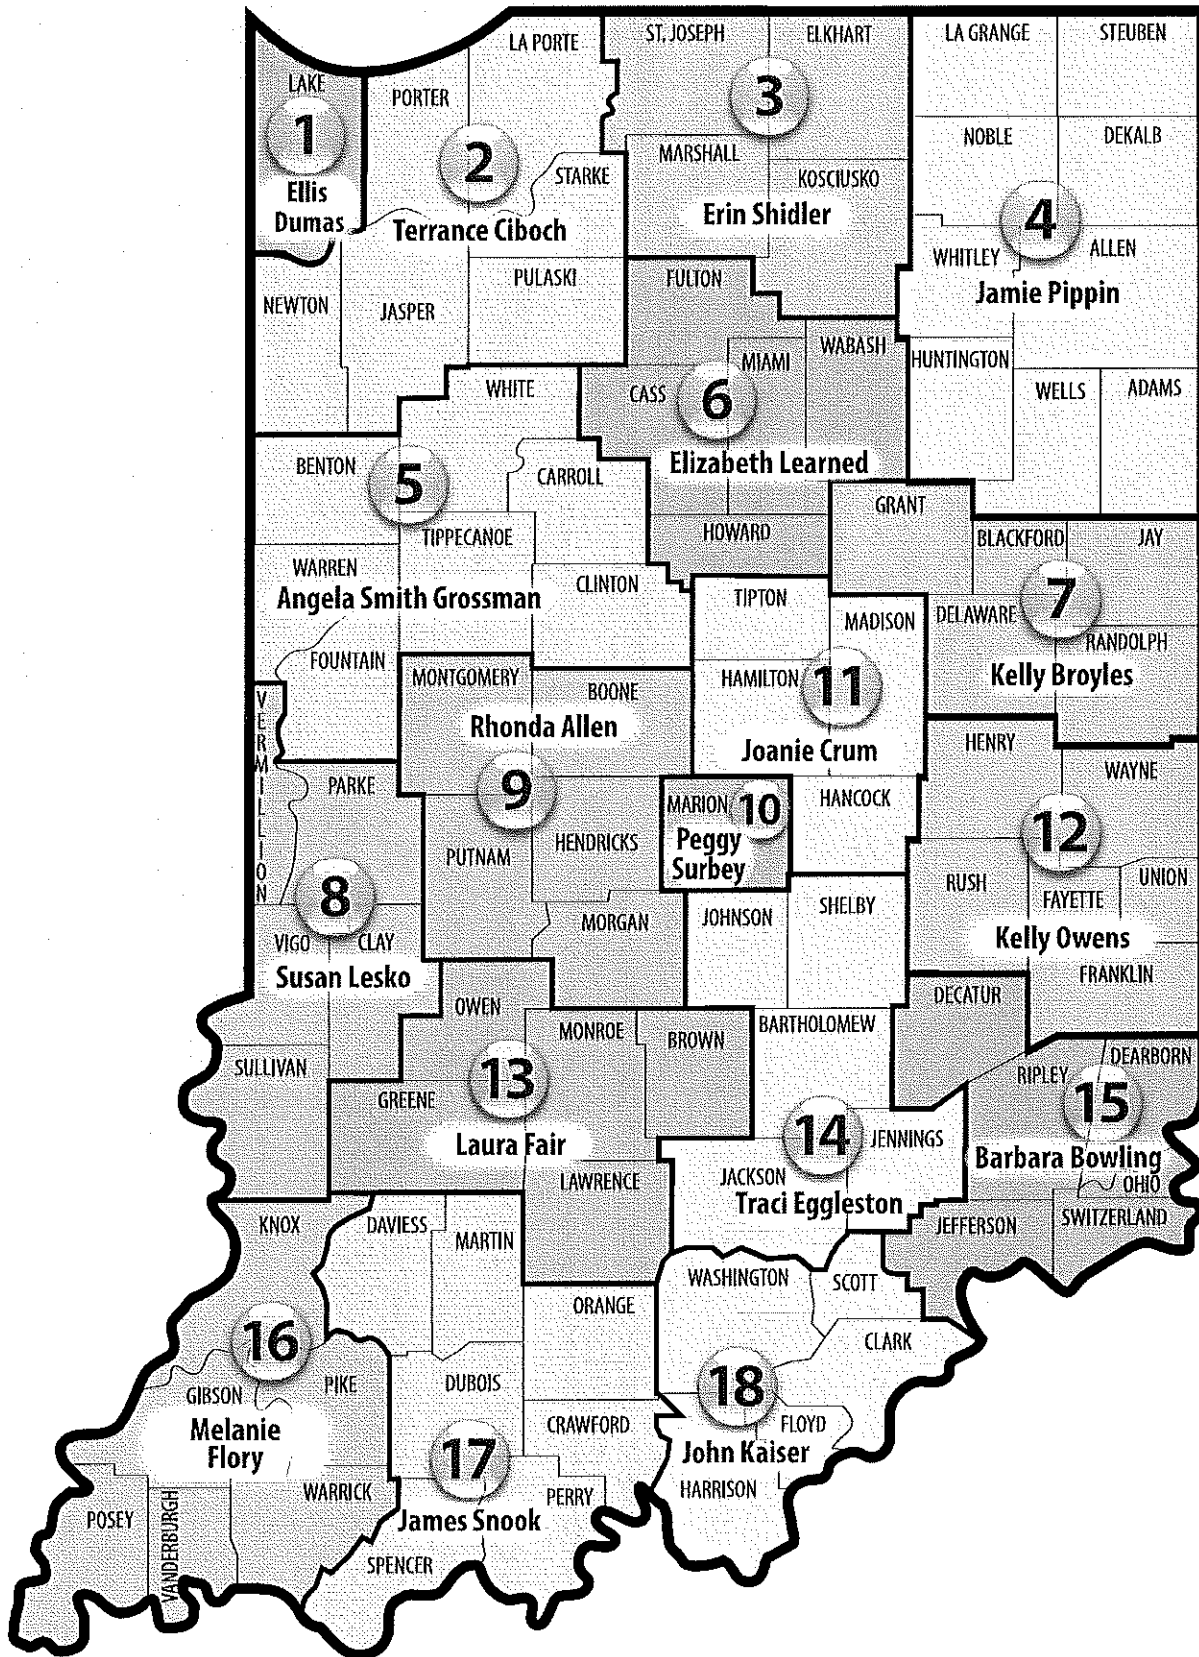 LAKE
1
Ellis
Dumas
LA PORTE
PORTER
2
STARKE
Terrance Ciboch
NEWTON
JASPER
PULASKI
ST. JOSEPH
ELKHART
3
MARSHALL
KOSCIUSKO
Erin Shidler
LA GRANGE
STEUBEN
NOBLE
DEKALB
4
WHITLEY
ALLEN
Jamie Pippin
HUNTINGTON
WELLS
ADAMS
WHITE
BENTON
5
CARROLL
TIPPECANOE
WARREN
CLINTON
Angela Smith Grossman
FOUNTAIN
FULTON
WABASH
MIAMI
CASS
6
Elizabeth Learned
HOWARD
GRANT
BLACKFORD
JAY
7
DELAWARE
RANDOLPH
Kelly Broyles
VERMILLION
PARKE
8
VIGO
CLAY
Susan Lesko
SULLIVAN
MONTGOMERY
BOONE
Rhonda Allen
9
PUTNAM
HENDRICKS
MORGAN
MARION
10
Peggy
Surbey
TIPTON
MADISON
HAMILTON
11
Joanie Crum
HANCOCK
HENRY
WAYNE
12
RUSH
FAYETTE
UNION
Kelly Owens
FRANKLIN
OWEN
MONROE
BROWN
13
GREENE
Laura Fair
LAWRENCE
JOHNSON
SHELBY
BARTHOLOMEW
14
JENNINGS
JACKSON
Traci Eggleston
DECATUR
RIPLEY
DEARBORN
15
Barbara Bowling
OHIO
JEFFERSON
SWITZERLAND
KNOX
16
GIBSON
PIKE
Melanie
Flory
WARRICK
POSEY
VANDERBURGH
DAVIESS
MARTIN
ORANGE
DUBOIS
CRAWFORD
17
PERRY
James Snook
SPENCER
WASHINGTON
SCOTT
CLARK
18
FLOYD
John Kaiser
HARRISON